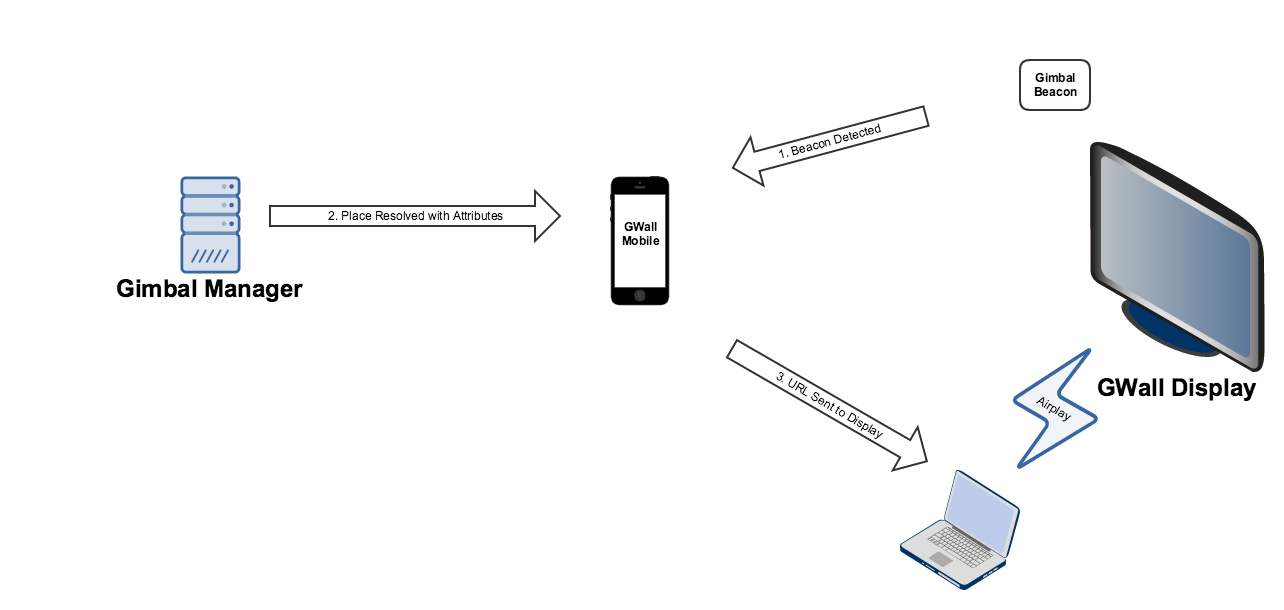 Gimbal
Beacon
1. Beacon Detected
2. Place Resolved with Attributes
GWall
Mobile
Gimbal Manager
3. URL Sent to Display
GWall Display
Airplay